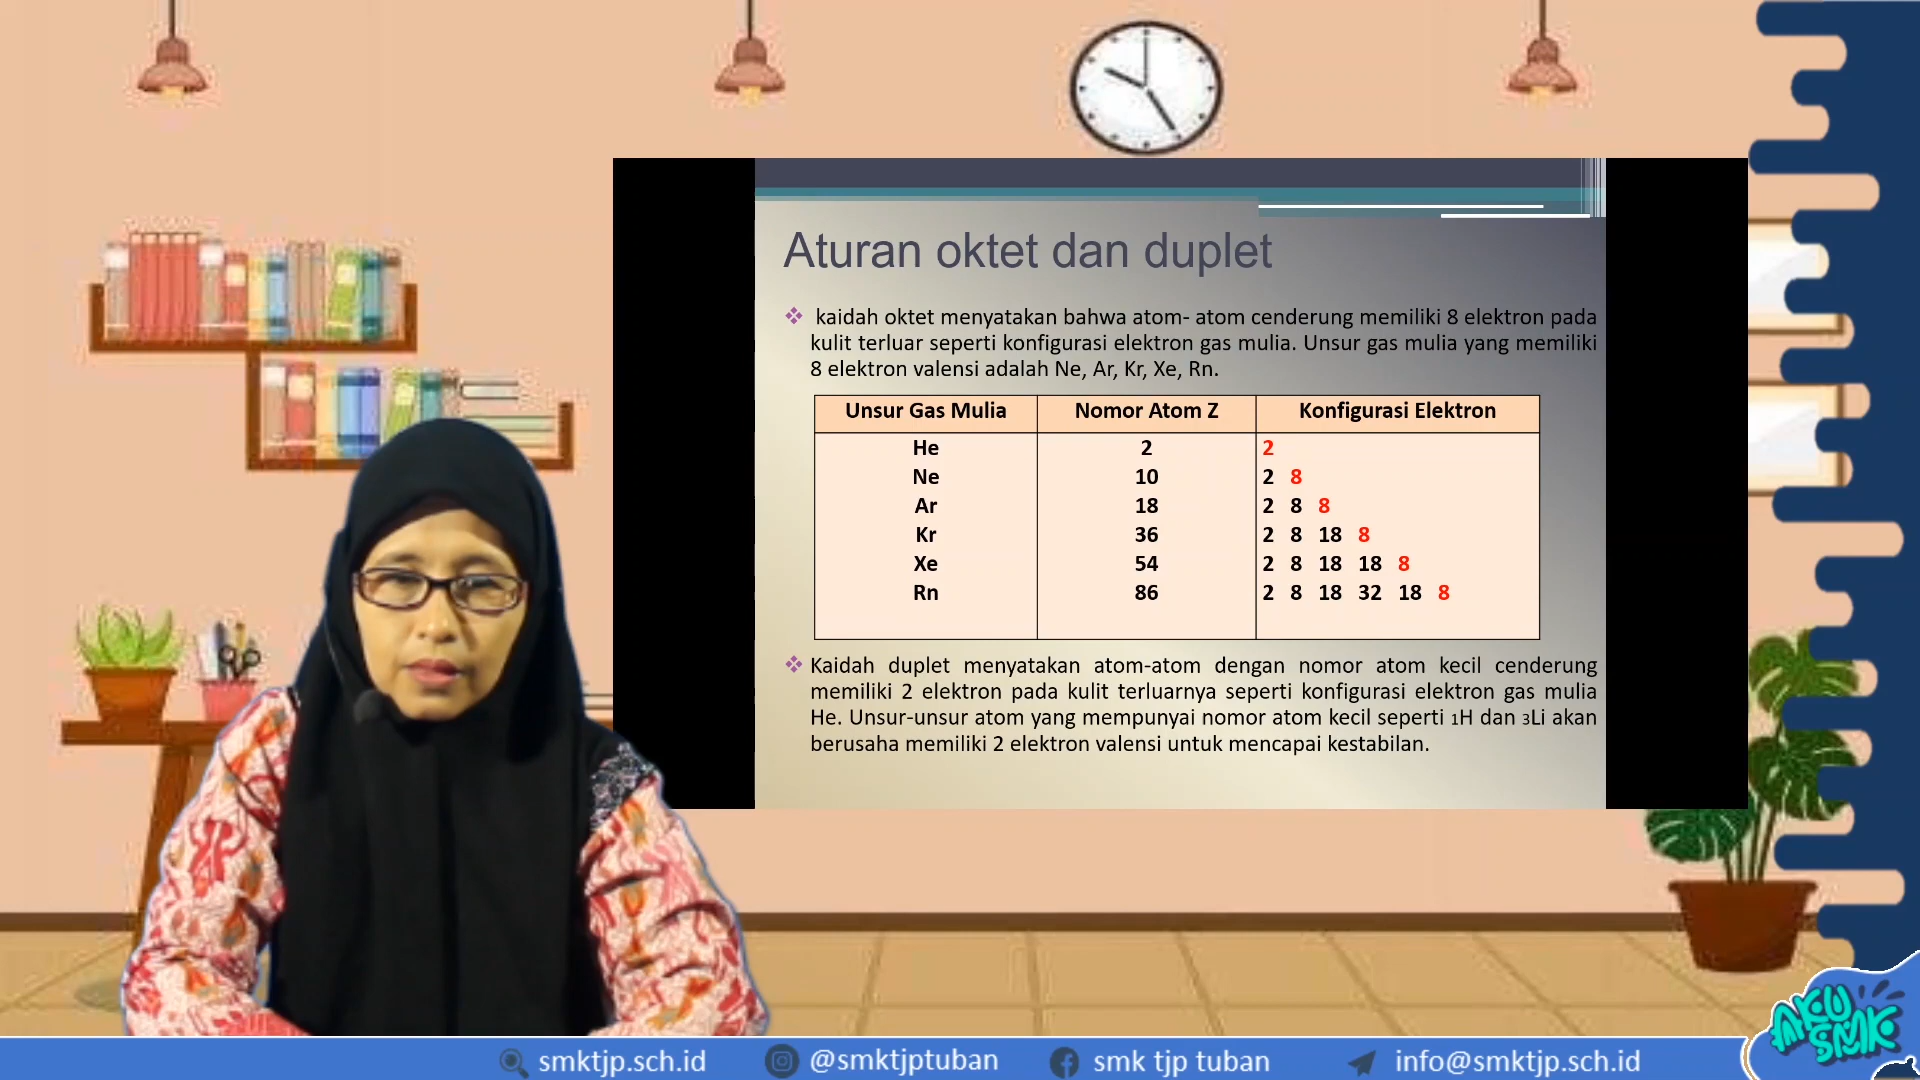 Aturan oktet dan duplet
kaidah oktet menyatakan bahwa atom- atom cenderung memiliki 8 elektron pada
kulit terluar seperti konfigurasi elektron gas mulia. Unsur gas mulia yang memiliki
8 elektron valensi adalah Ne, Ar, Kr, Xe, Rn.
Unsur Gas Mulia Nomor Atom Z Konfigurasi Elektron
He 2 2
Ne 10 2 8
Ar 18 2 8 8
Kr 36 2 8 18 8
Xe 54 2 8 18 18 8
Rn 86 2 8 18 32 18 8
Kaidah duplet menyatakan atom-atom dengan nomor atom kecil cenderung
memiliki 2 elektron pada kulit terluarnya seperti konfigurasi elektron gas mulia
He. Unsur-unsur atom yang mempunyai nomor atom kecil seperti ₁H dan ₃Li akan
berusaha memiliki 2 elektron valensi untuk mencapai kestabilan.
smktjp.sch.id @smktjptuban smk tjp tuban info@smktjp.sch.id
AKU
SMK